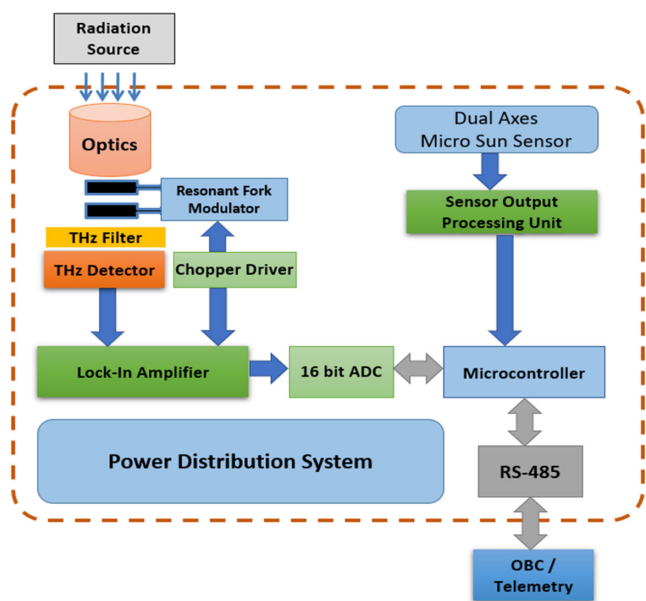 Radiation
Source
Optics
Dual Axes
Micro Sun Sensor
Resonant Fork
Modulator
Sensor Output
Processing Unit
THz Filter
THz Detector
Chopper Driver
Lock-In Amplifier
16 bit ADC
Microcontroller
Power Distribution System
RS-485
OBC /
Telemetry